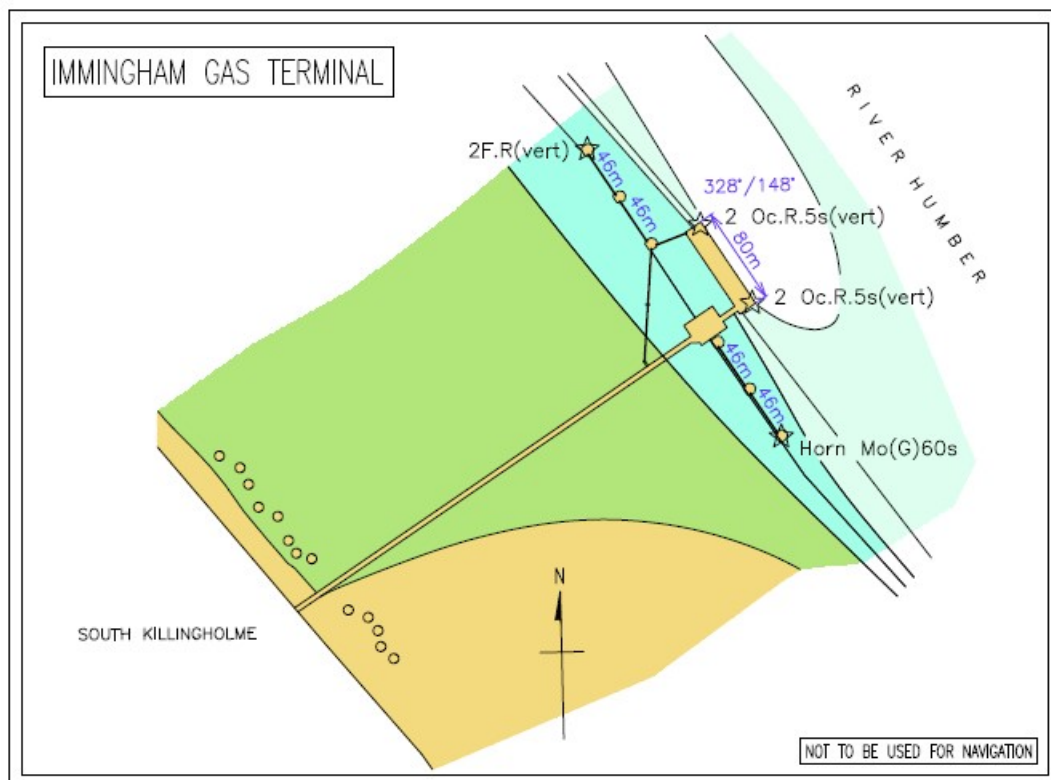 IMMINGHAM GAS TERMINAL
RIVER HUMBER
2F.R(vert)
46m
46m
328°/148°
2 Oc.R.5s(vert)
80m
2 Oc.R.5s(vert)
46m
46m
Horn Mo(G)60s
N
SOUTH KILLINGHOLME
NOT TO BE USED FOR NAVIGATION